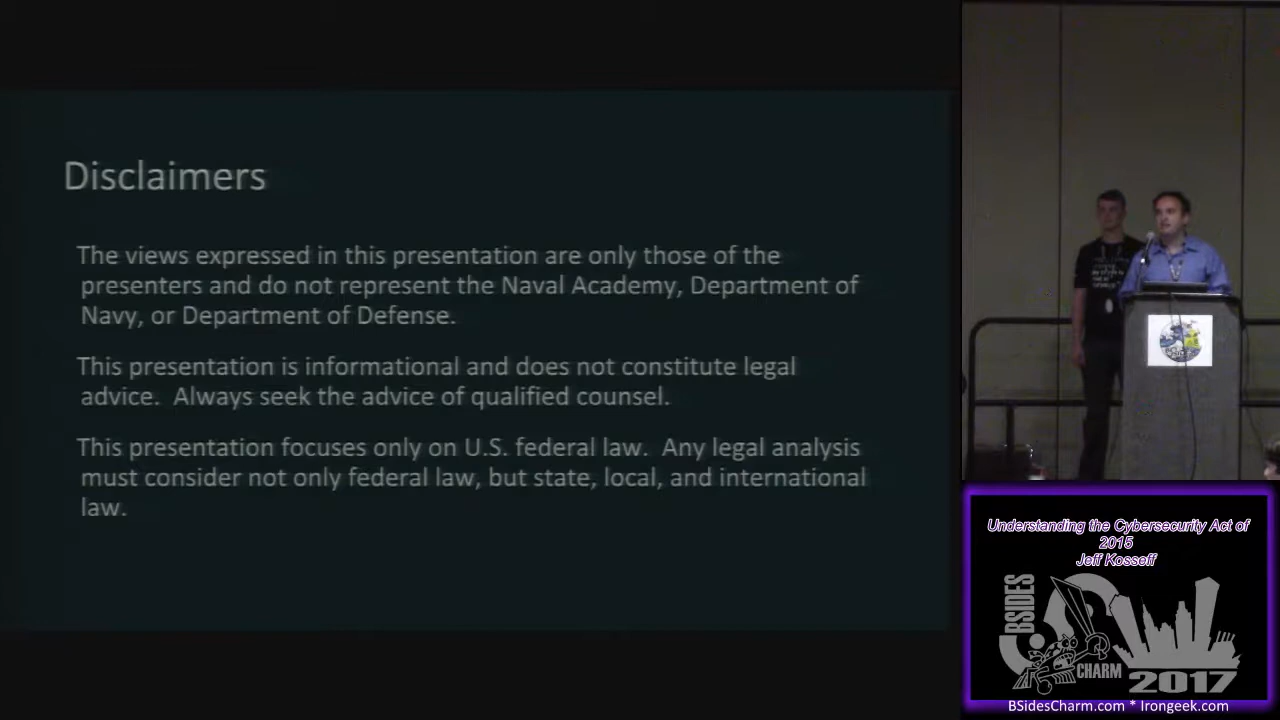 Disclaimers
The views expressed in this presentation are only those of the
presenters and do not represent the Naval Academy, Department of
Navy, or Department of Defense.
This presentation is informational and does not constitute legal
advice.  Always seek the advice of qualified counsel.
This presentation focuses only on U.S. federal law.  Any legal analysis
must consider not only federal law, but state, local, and international
law.
Understanding the Cybersecurity Act of
2015
Jeff Kosseff
BSIDES
CHARM
2017
BSidesCharm.com * Irongeek.com